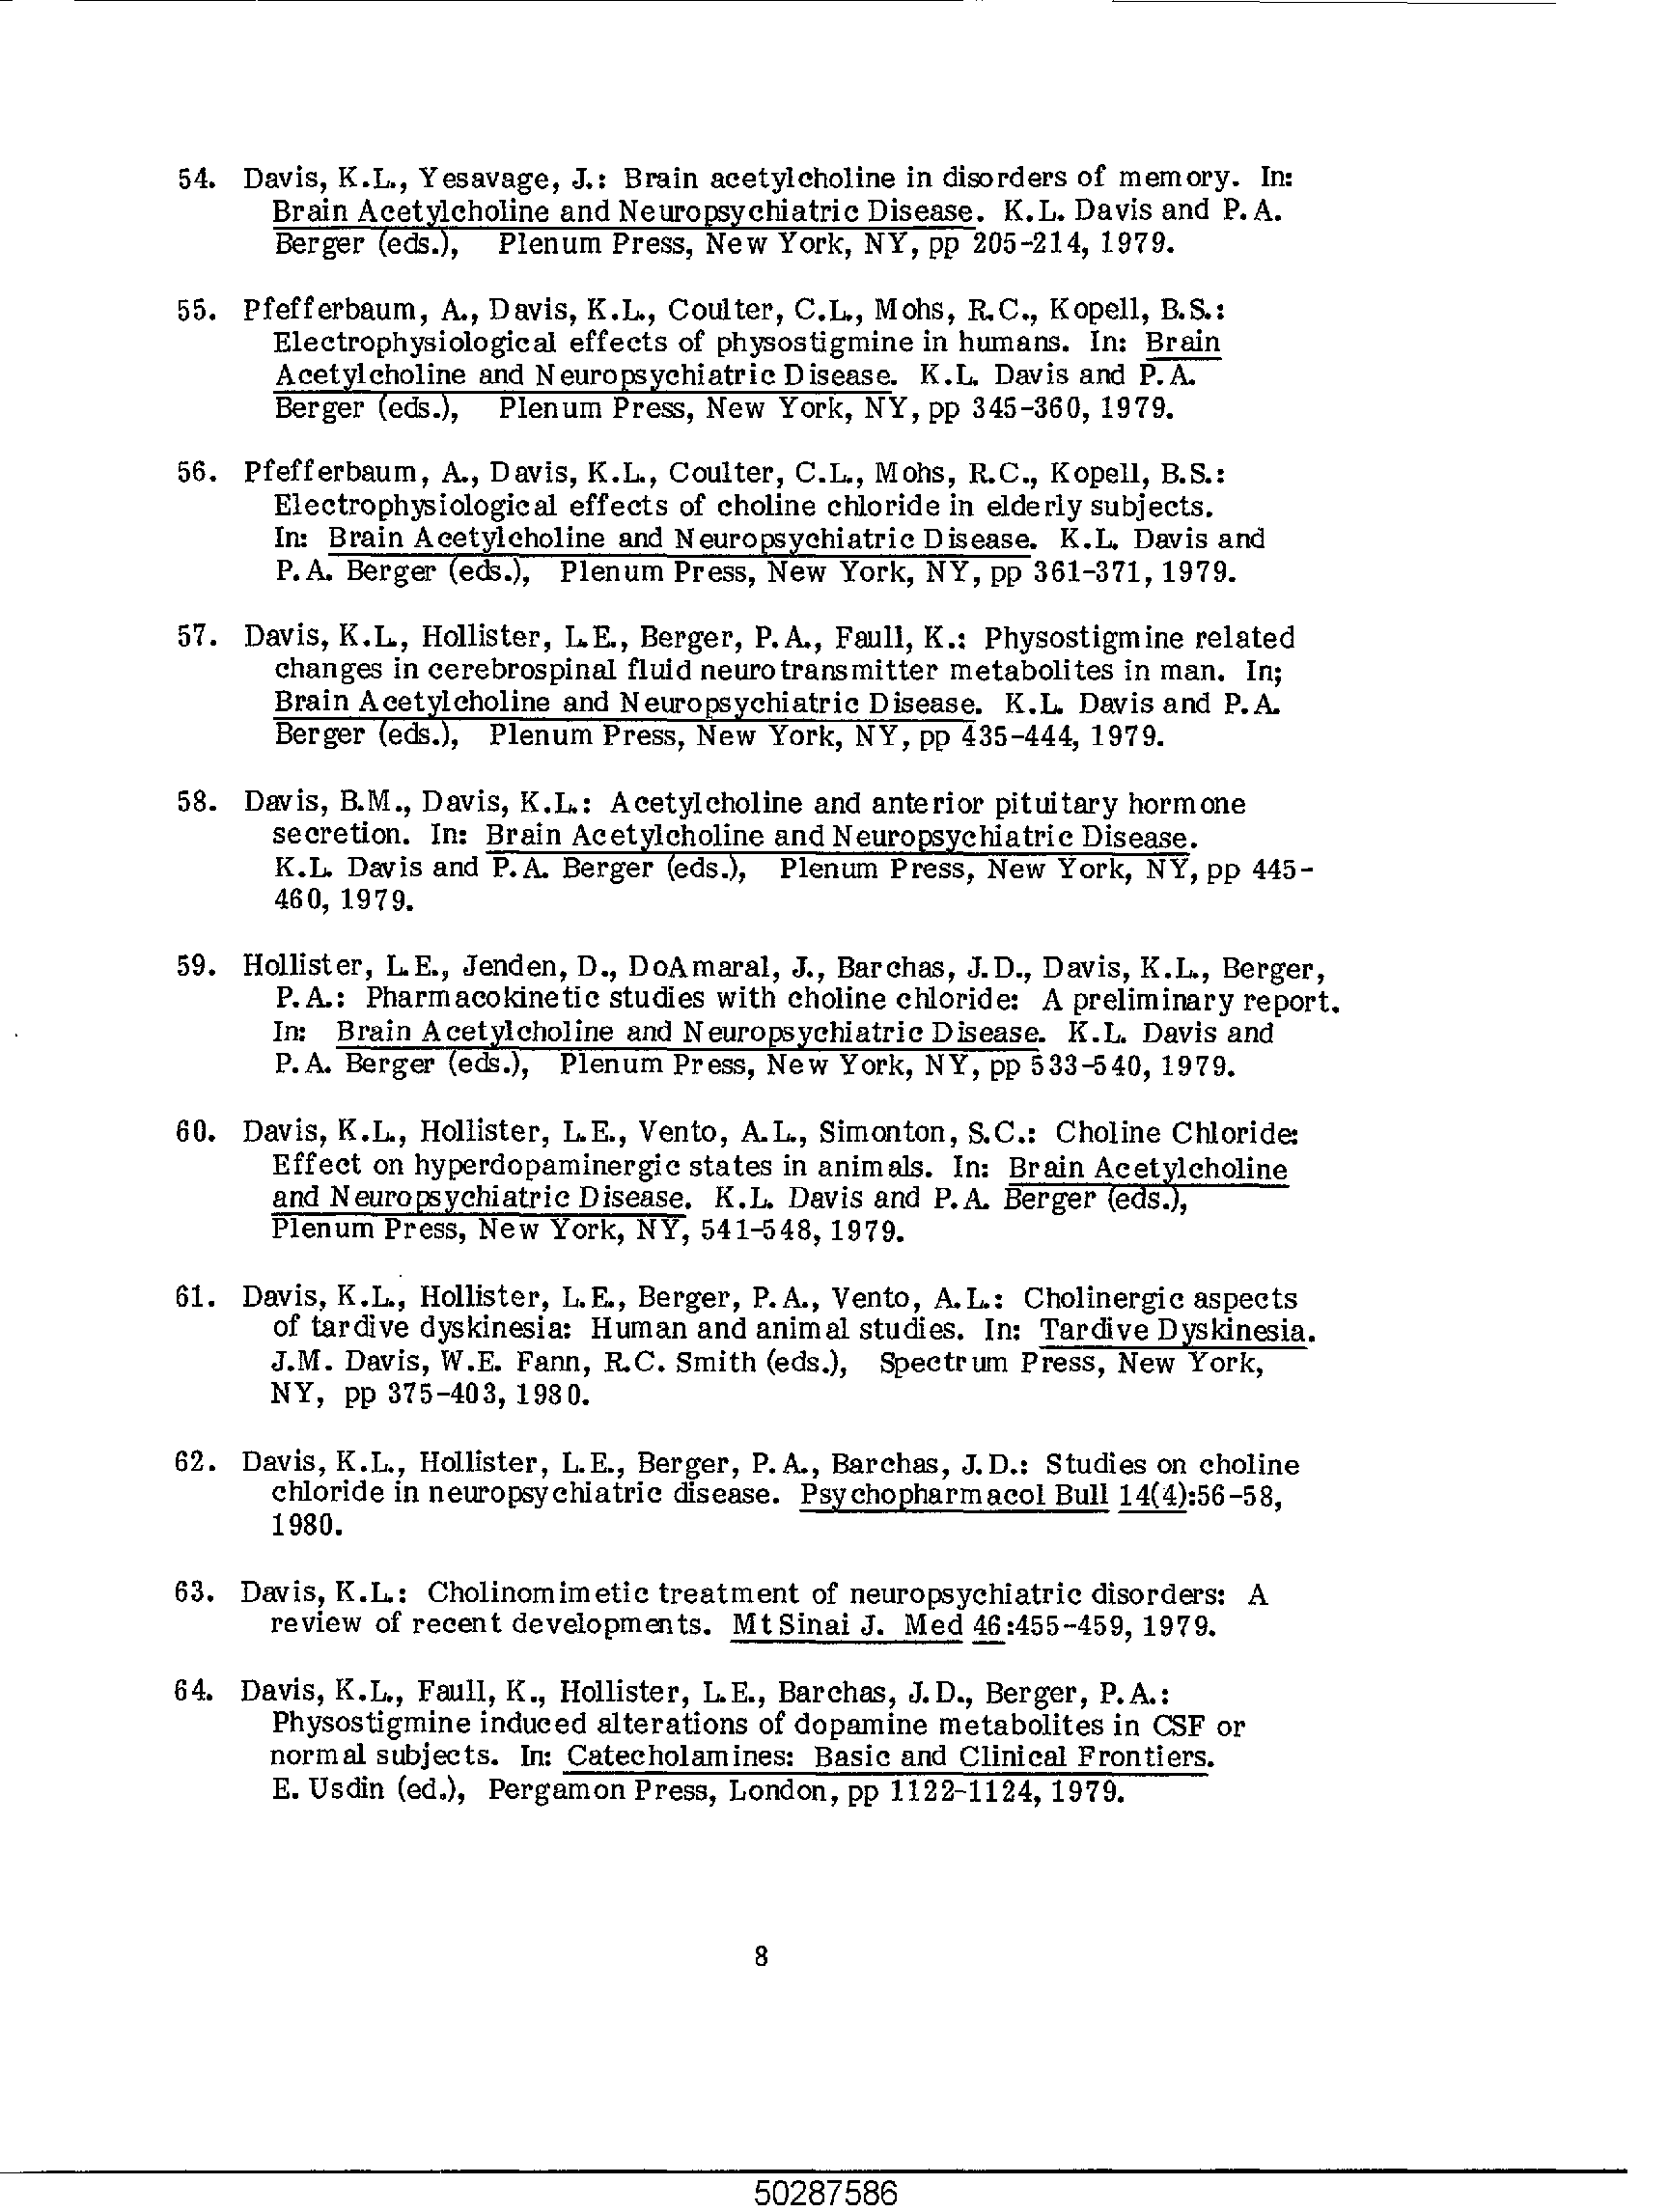 54. Davis, K.L., Yesavage, J.: Brain acetylcholine in disorders of memory. In:
Brain Acetylcholine and Neuropsychiatric Disease. K.L. Davis and P.A.
Berger (eds.), Plenum Press, New York, NY, pp 205-214, 1979.
55. Pfefferbaum, A., Davis, K.L., Coulter, C.L., Mohs, R.C., Kopell, B.S.:
Electrophysiological effects of physostigmine in humans. In: Brain
Acetylcholine and Neuropsychiatric Disease. K.L. Davis and P.A.
Berger (eds.), Plenum Press, New York, NY, pp 345-360, 1979.
56. Pfefferbaum, A., Davis, K.L., Coulter, C.L., Mohs, R.C., Kopell, B.S.:
Electrophysiological effects of choline chloride in elderly subjects.
In: Brain Acetylcholine and Neuropsychiatric Disease. K.L. Davis and
P.A. Berger (eds.), Plenum Press, New York, NY, pp 361-371, 1979.
57. Davis, K.L., Hollister, L.E., Berger, P.A., Faull, K.: Physostigmine related
changes in cerebrospinal fluid neurotransmitter metabolites in man. In;
Brain Acetylcholine and Neuropsychiatric Disease. K.L. Davis and P.A.
Berger (eds.), Plenum Press, New York, NY, pp 435-444, 1979.
58. Davis, B.M., Davis, K.L.: Acetylcholine and anterior pituitary hormone
secretion. In: Brain Acetylcholine and Neuropsychiatric Disease.
K.L. Davis and P.A. Berger (eds.), Plenum Press, New York, NY, pp 445-
460, 1979.
59. Hollister, L.E., Jenden, D., DoAmaral, J., Barchas, J.D., Davis, K.L., Berger,
P.A.: Pharmacokinetic studies with choline chloride: A preliminary report.
In: Brain Acetylcholine and Neuropsychiatric Disease. K.L. Davis and
P.A. Berger (eds.), Plenum Press, New York, NY, pp 533-540, 1979.
60. Davis, K.L., Hollister, L.E., Vento, A.L., Simonton, S.C.: Choline Chloride:
Effect on hyperdopaminergic states in animals. In: Brain Acetylcholine
and Neuropsychiatric Disease. K.L. Davis and P.A. Berger (eds.),
Plenum Press, New York, NY, 541-548, 1979.
61. Davis, K.L., Hollister, L.E., Berger, P.A., Vento, A.L.: Cholinergic aspects
of tardive dyskinesia: Human and animal studies. In: Tardive Dyskinesia.
J.M. Davis, W.E. Fann, R.C. Smith (eds.), Spectrum Press, New York,
NY, pp 375-403, 1980.
62. Davis, K.L., Hollister, L.E., Berger, P.A., Barchas, J.D.: Studies on choline
chloride in neuropsychiatric disease. Psychopharmacol Bull 14(4):56-58,
1980.
63. Davis, K.L.: Cholinomimetic treatment of neuropsychiatric disorders: A
review of recent developments. Mt Sinai J. Med 46:455-459, 1979.
64. Davis, K.L., Faull, K., Hollister, L.E., Barchas, J.D., Berger, P.A.:
Physostigmine induced alterations of dopamine metabolites in CSF or
normal subjects. In: Catecholamines: Basic and Clinical Frontiers.
E. Usdin (ed.), Pergamon Press, London, pp 1122-1124, 1979.
8
50287586